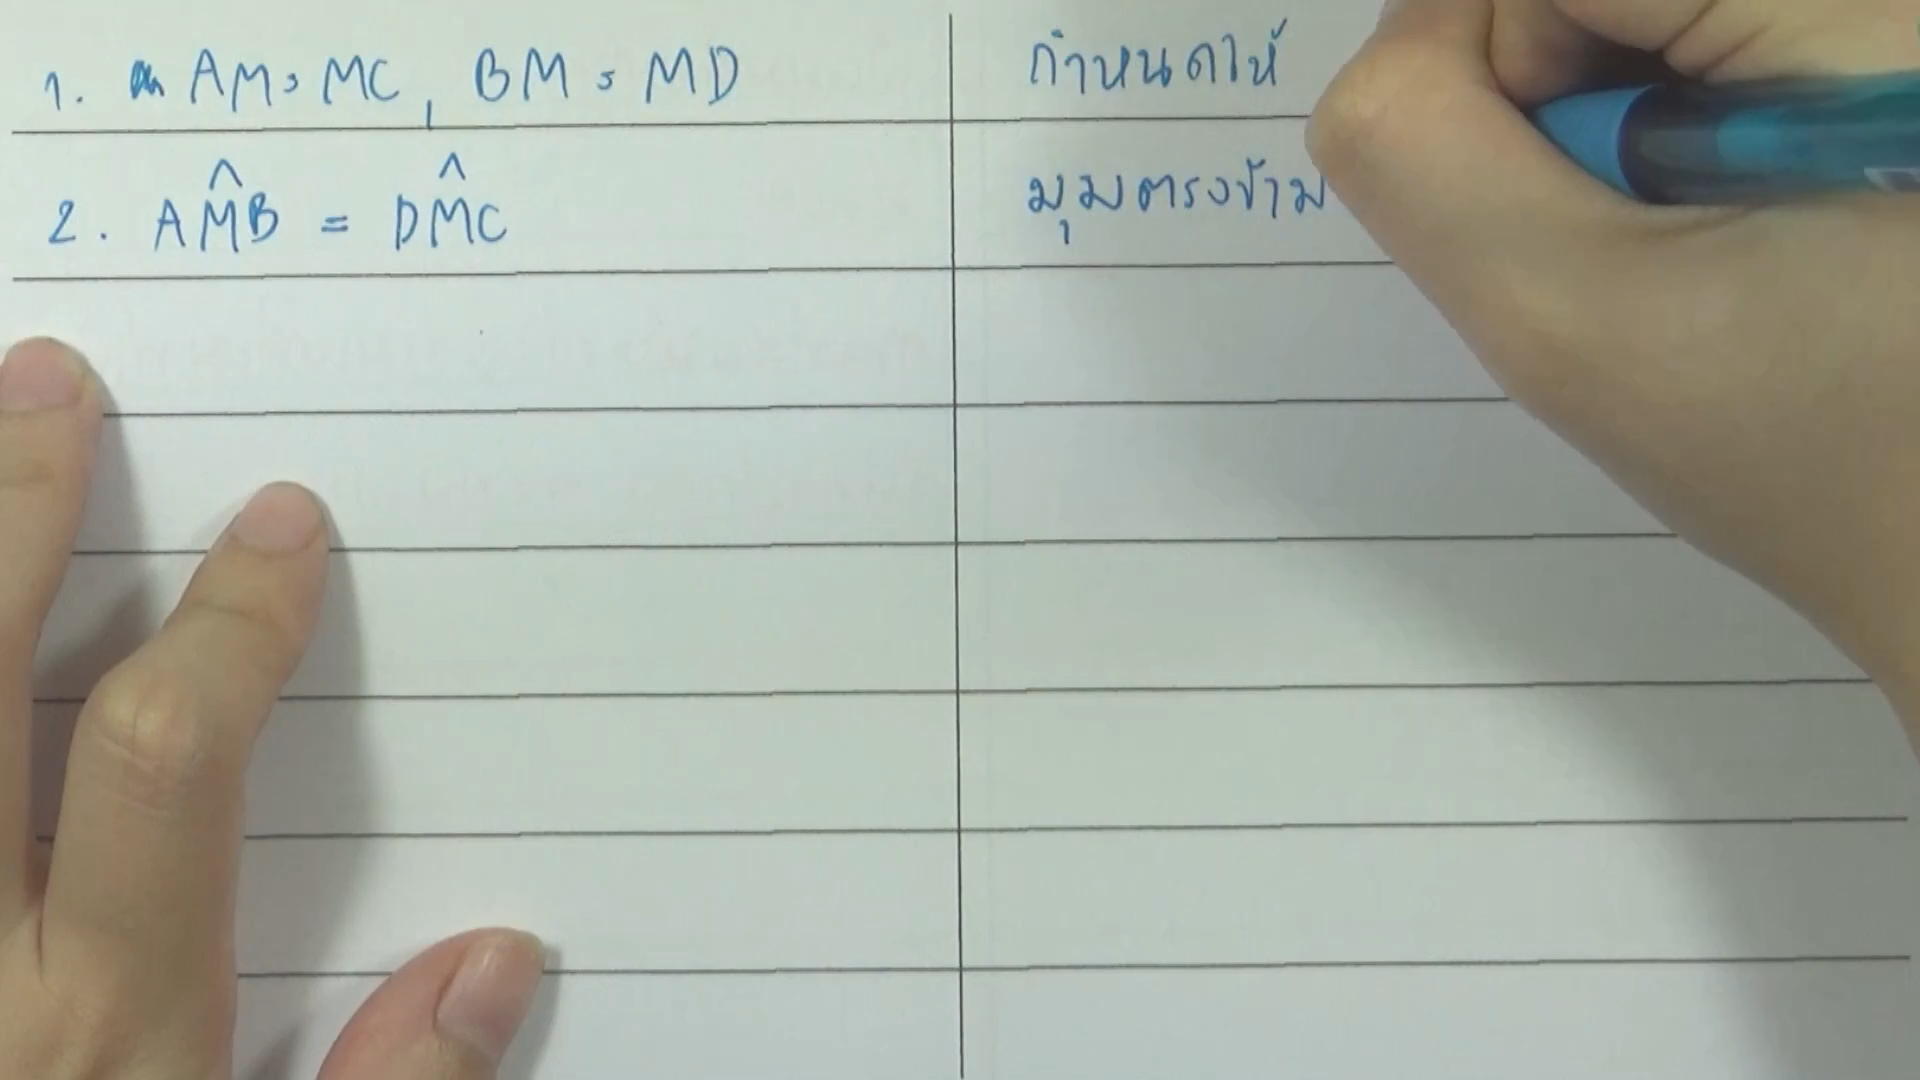 1. AM = MC, BM = MD กำหนดให้
2. AM̂B = DM̂C มุมตรงข้าม